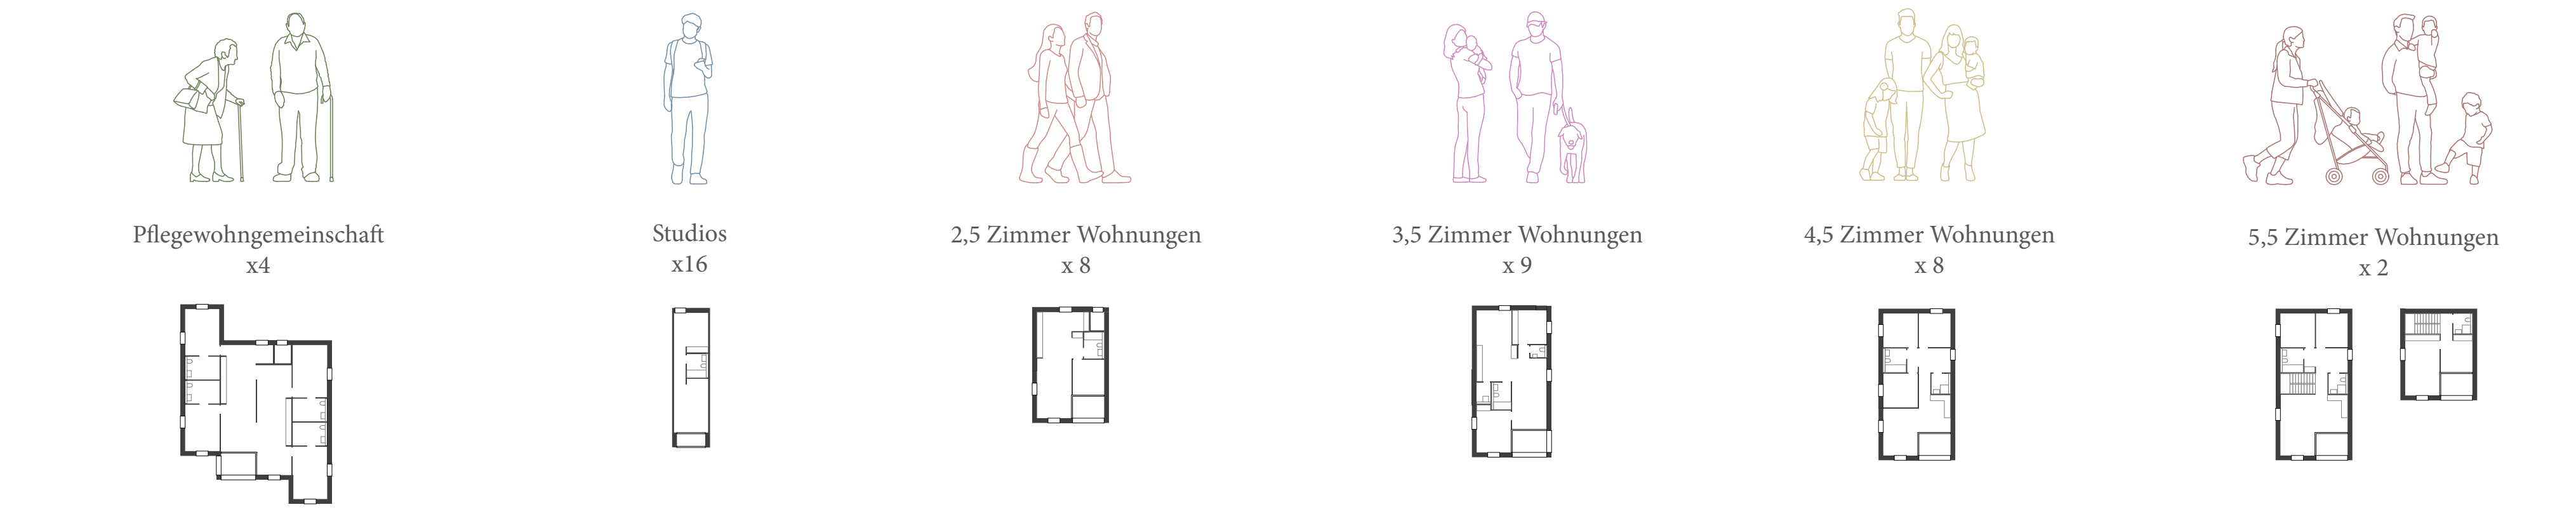 Pflegewohngemeinschaft
x4
Studios
x16
2,5 Zimmer Wohnungen
x 8
3,5 Zimmer Wohnungen
x 9
4,5 Zimmer Wohnungen
x 8
5,5 Zimmer Wohnungen
x 2